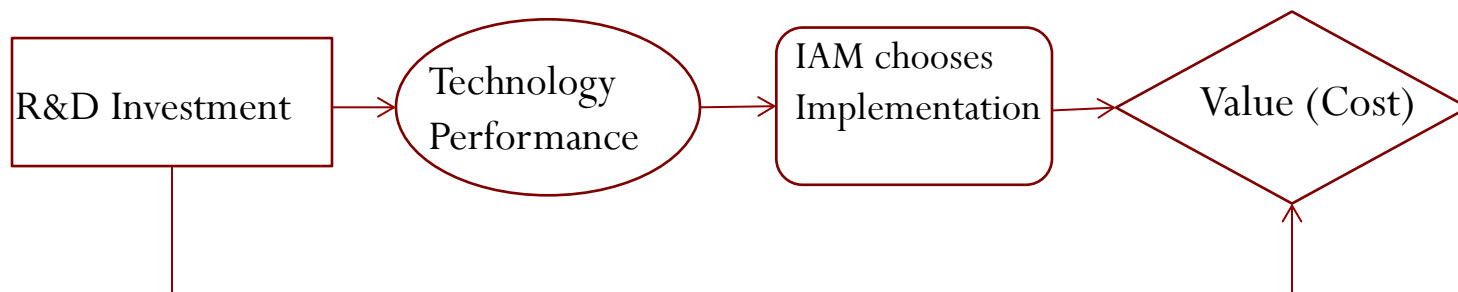 R&D Investment
Technology
Performance
IAM chooses
Implementation
Value (Cost)